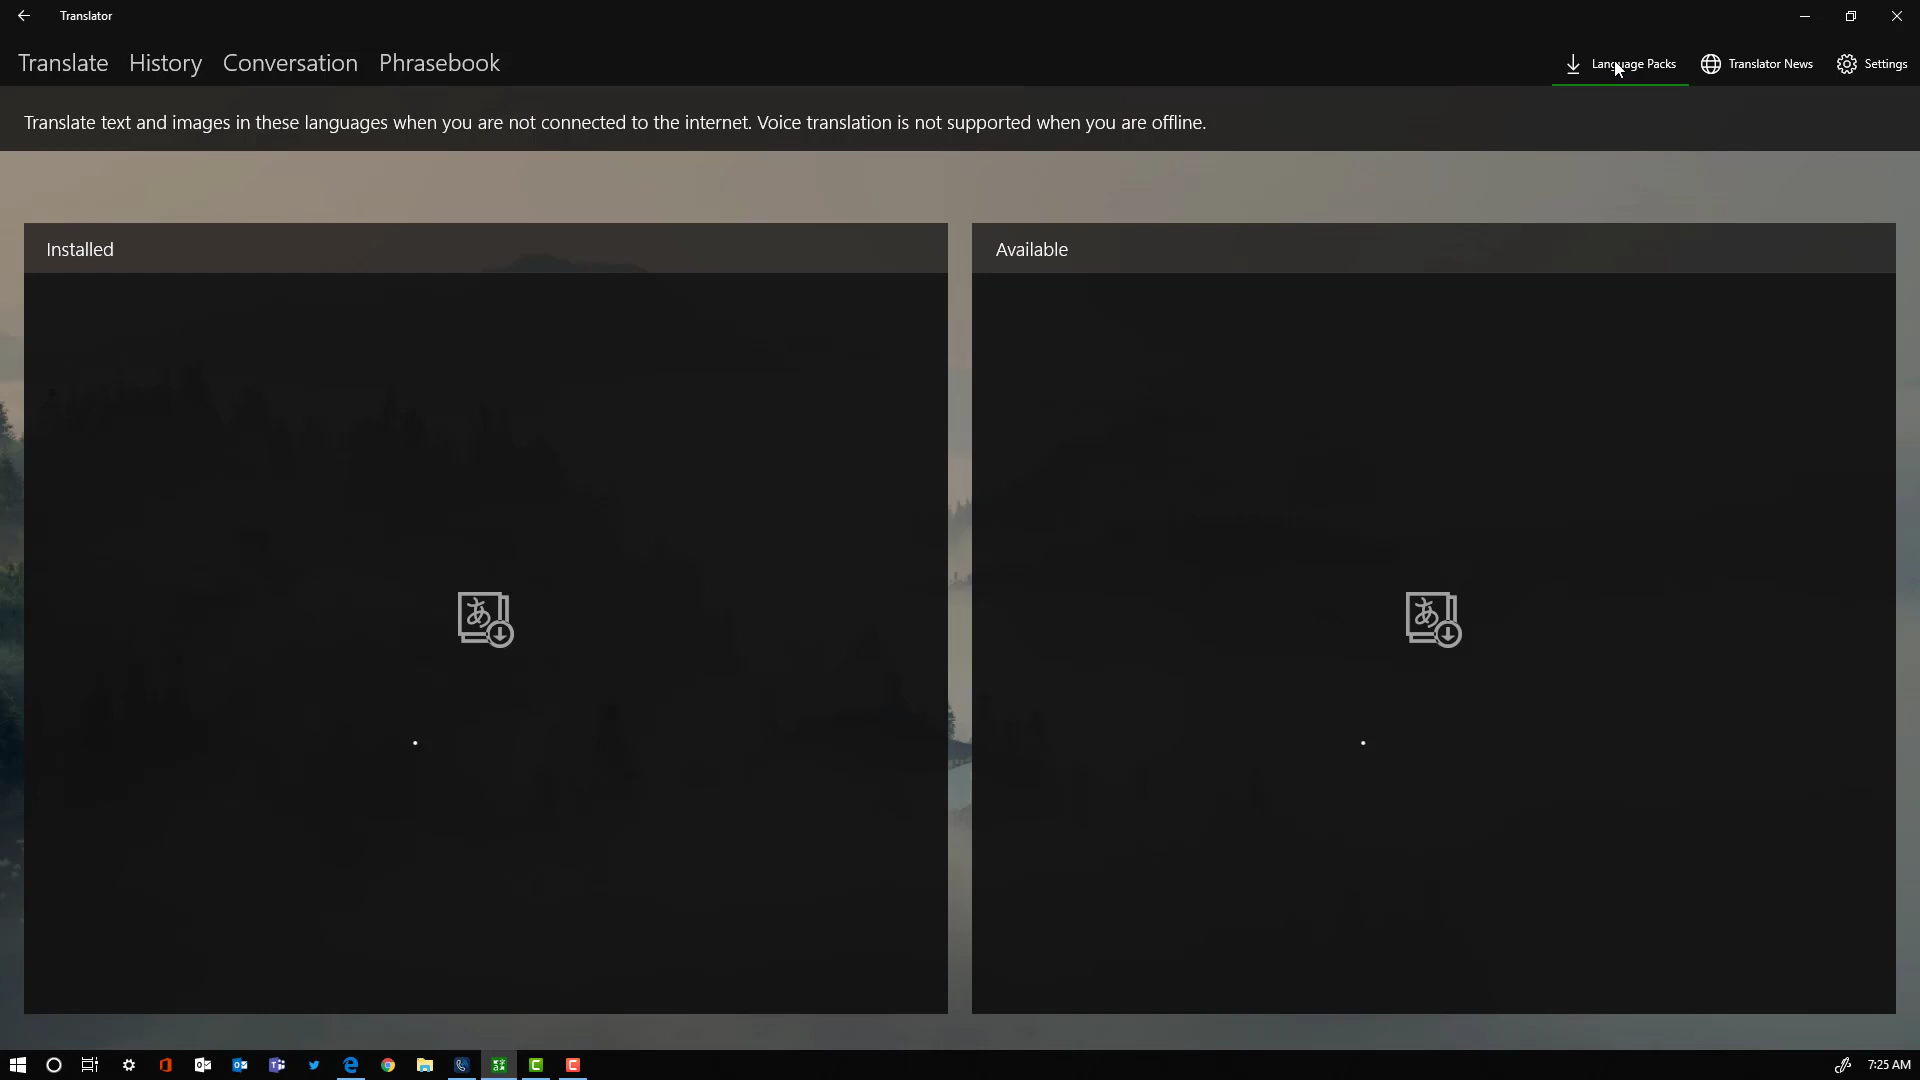 Translator
Translate History Conversation Phrasebook
Language Packs Translator News Settings
Translate text and images in these languages when you are not connected to the internet. Voice translation is not supported when you are offline.
Installed
Available
あ
あ
7:25 AM